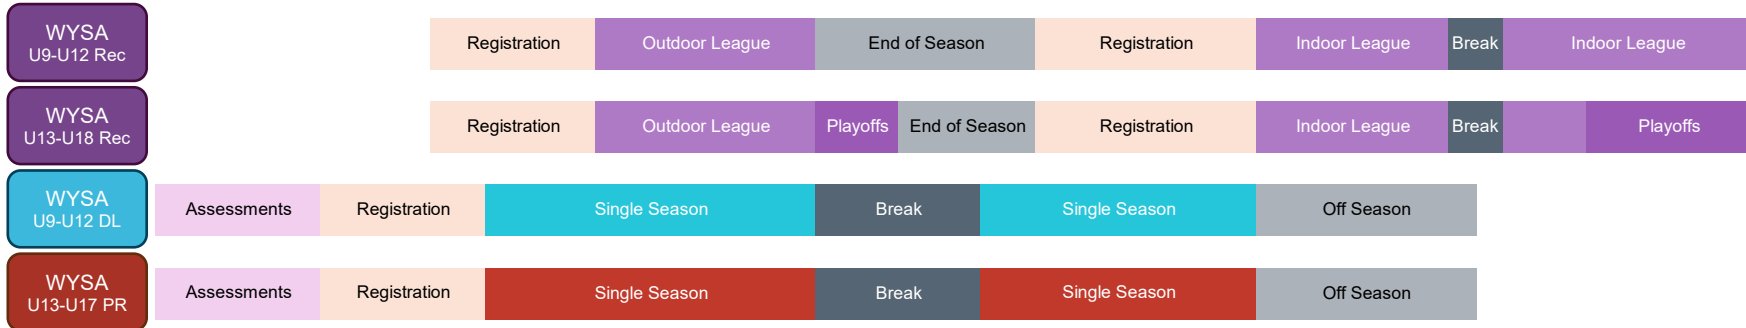 WYSA
U9-U12 Rec
Registration
Outdoor League
End of Season
Registration
Indoor League
Break
Indoor League
WYSA
U13-U18 Rec
Registration
Outdoor League
Playoffs
End of Season
Registration
Indoor League
Break
Playoffs
WYSA
U9-U12 DL
Assessments
Registration
Single Season
Break
Single Season
Off Season
WYSA
U13-U17 PR
Assessments
Registration
Single Season
Break
Single Season
Off Season